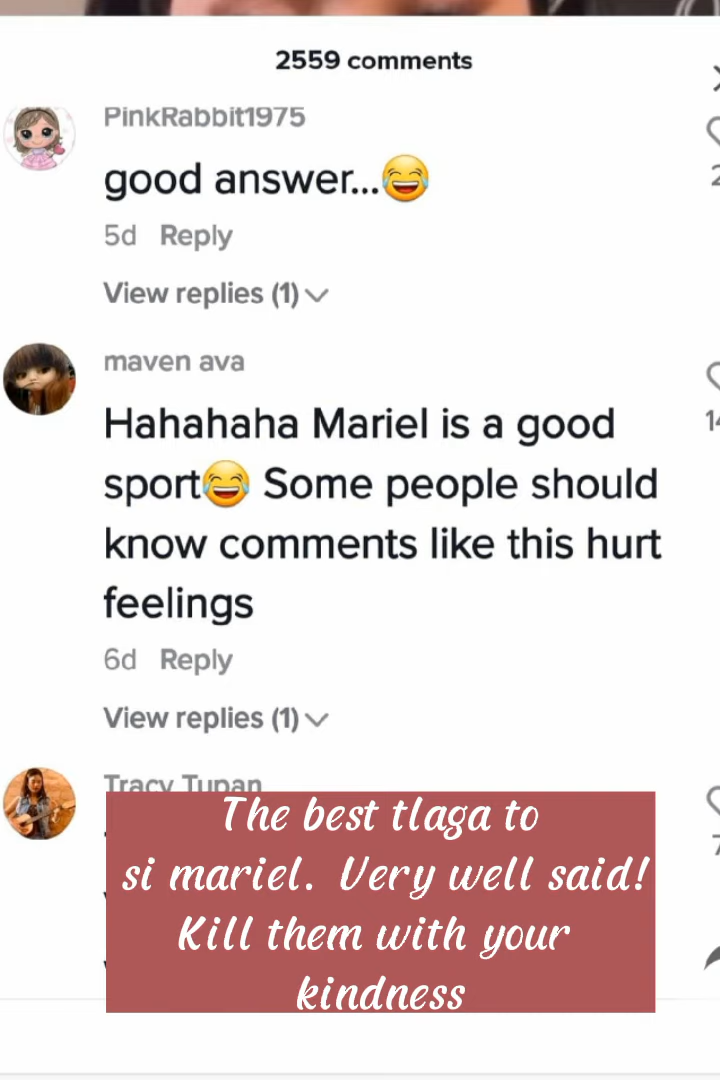 2559 comments
PinkRabbit1975
good answer...😂
5d Reply
View replies (1)
maven ava
Hahahaha Mariel is a good
sport😂 Some people should
know comments like this hurt
feelings
6d Reply
View replies (1)
Tracy Tupan
The best tlaga to
si mariel. Very well said!
Kill them with your
kindness